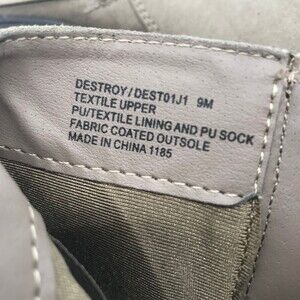 DESTROY/DEST01J1 9M
TEXTILE UPPER
PU/TEXTILE LINING AND PU SOCK
FABRIC COATED OUTSOLE
MADE IN CHINA 1185